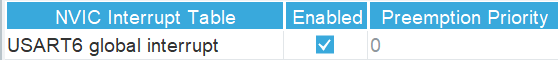 NVIC Interrupt Table Enabled Preemption Priority
USART6 global interrupt 0